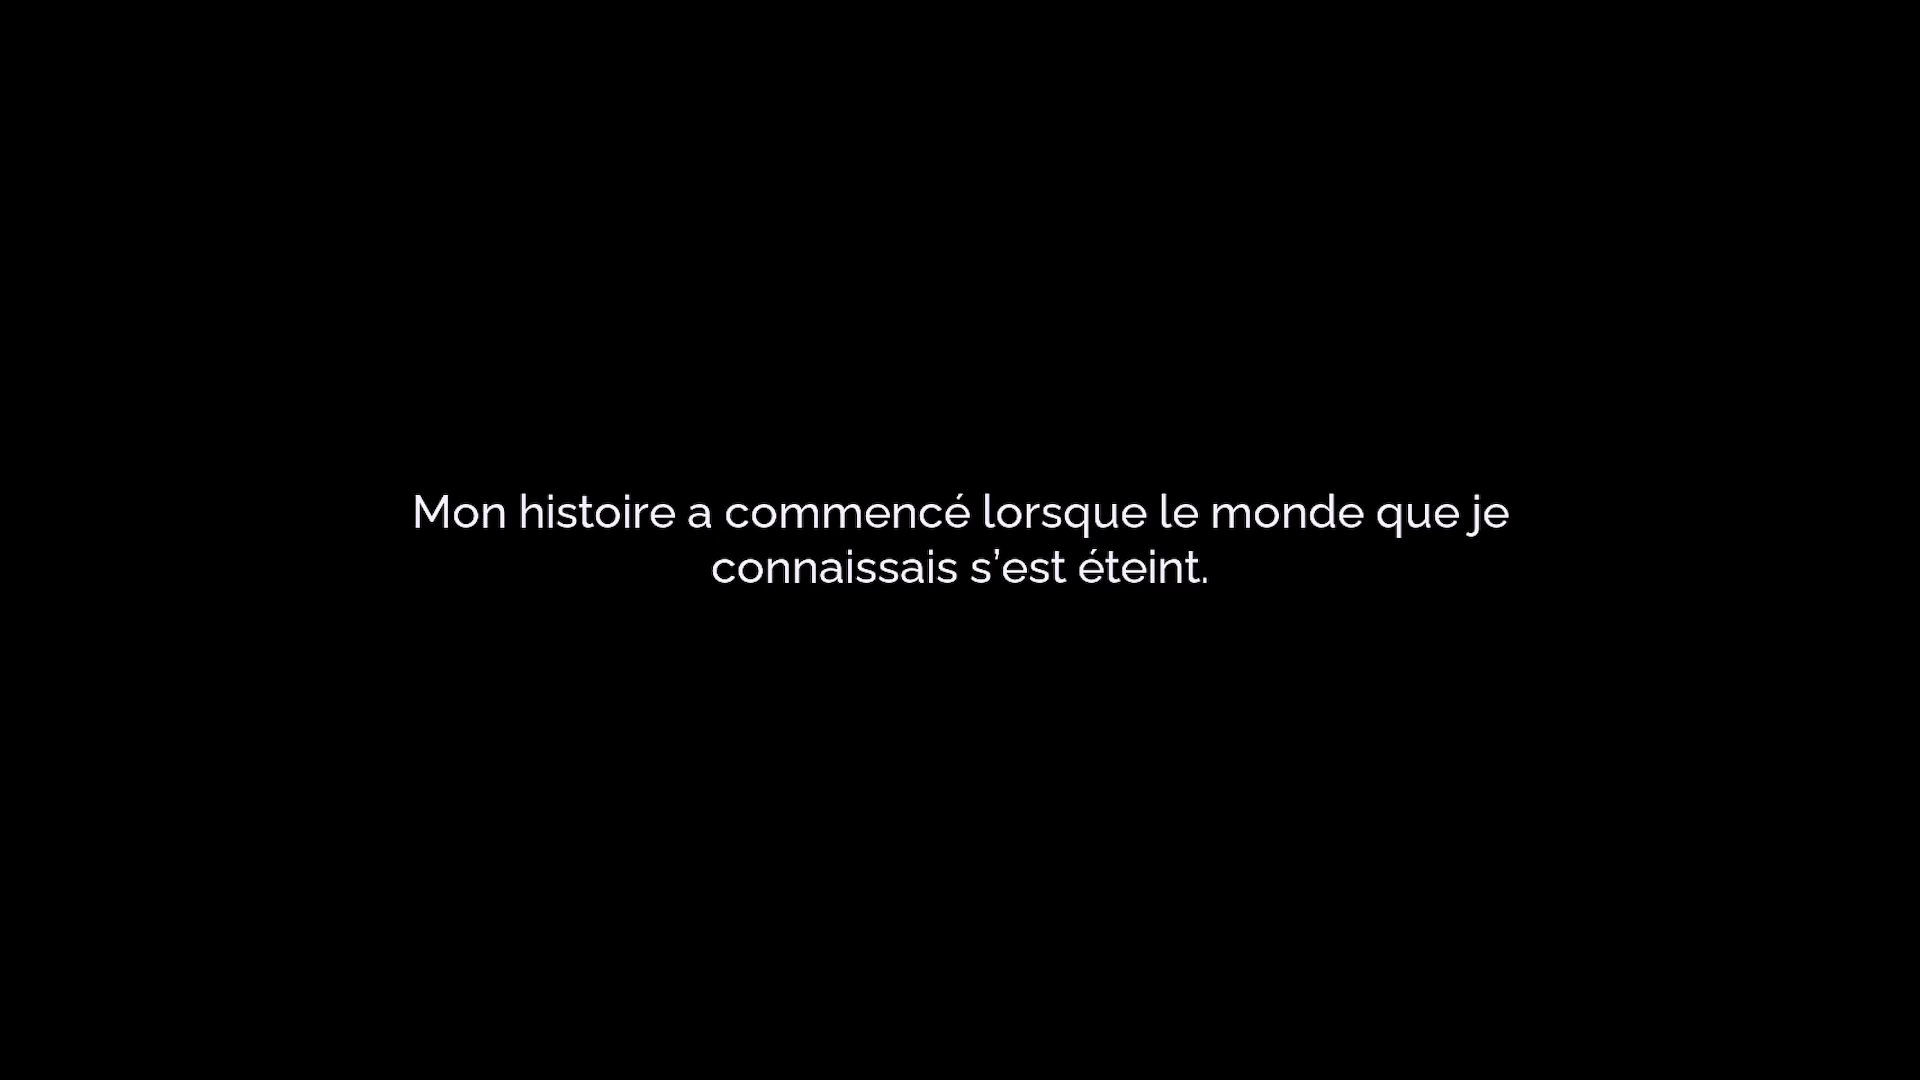 Mon histoire a commencé lorsque le monde que je
connaissais s’est éteint.